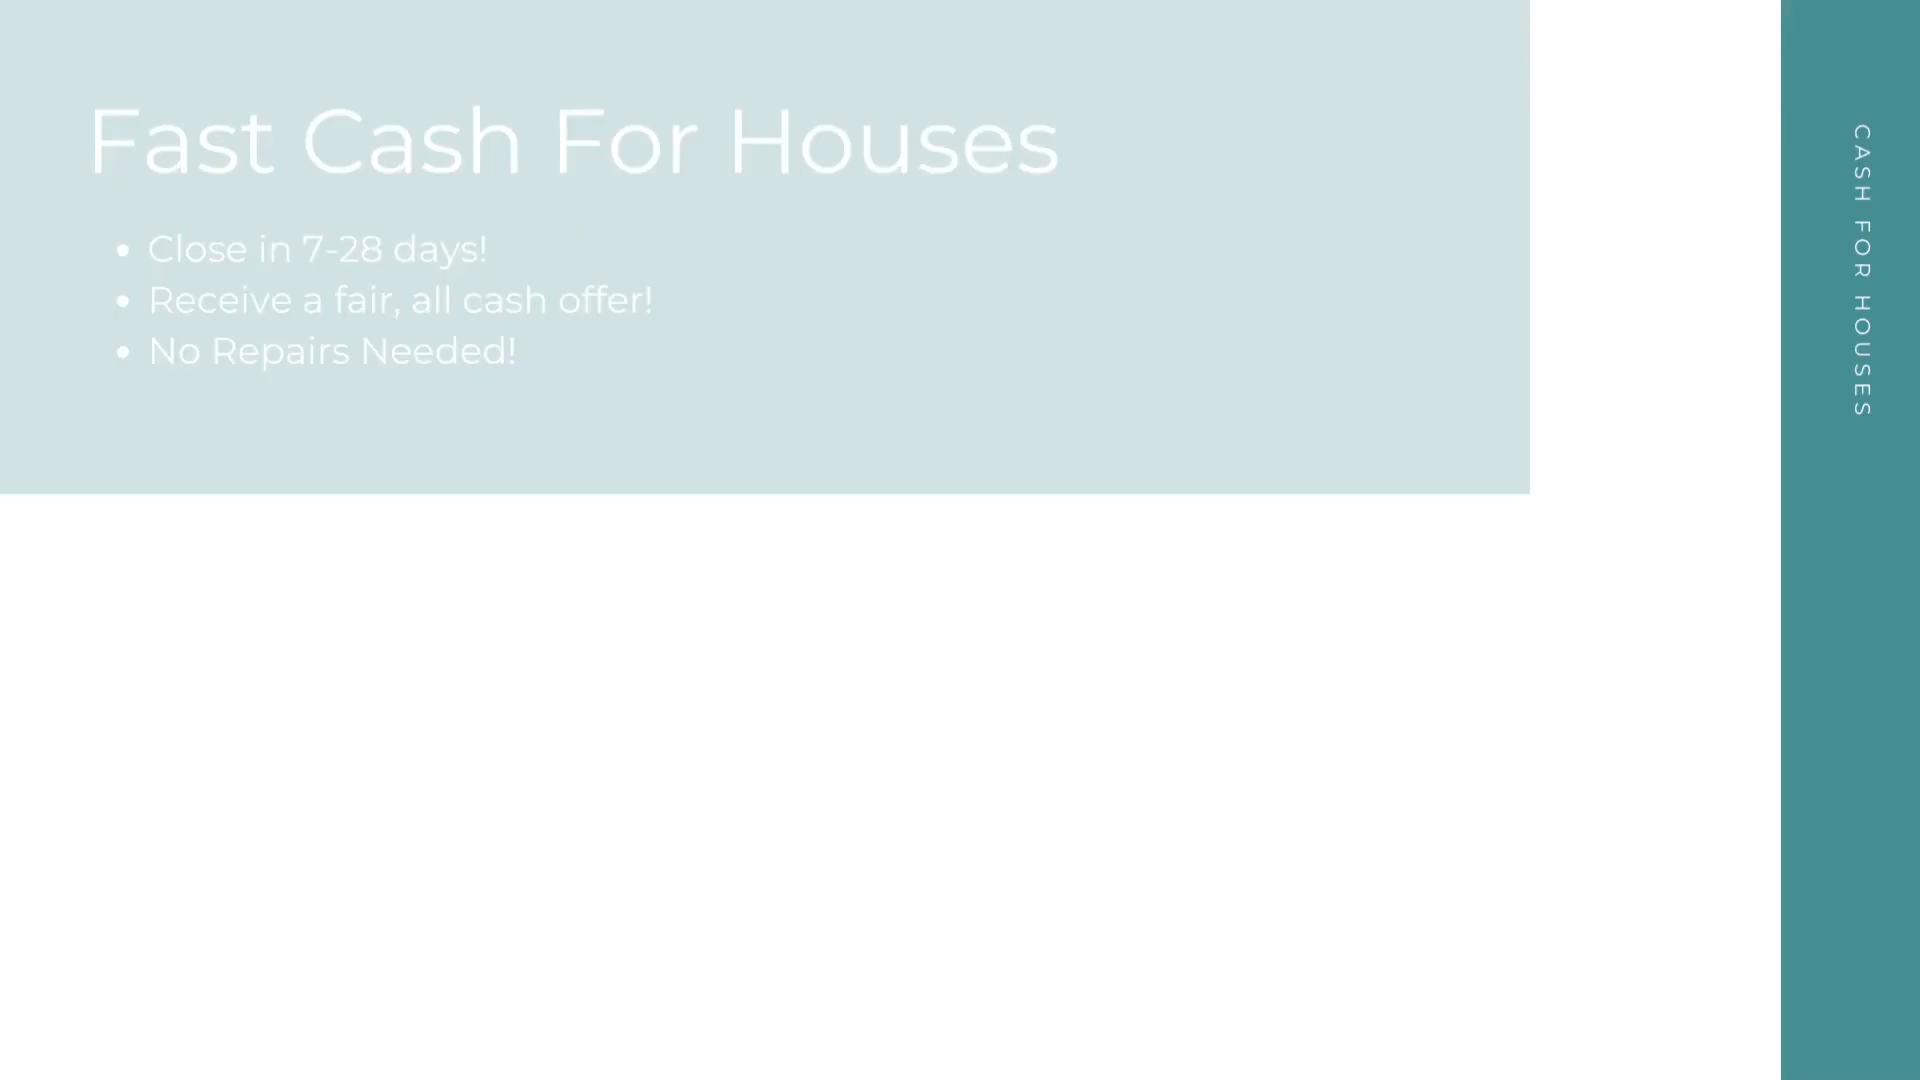 Fast Cash For Houses
• Close in 7-28 days!
• Receive a fair, all cash offer!
• No Repairs Needed!
CASH FOR HOUSES